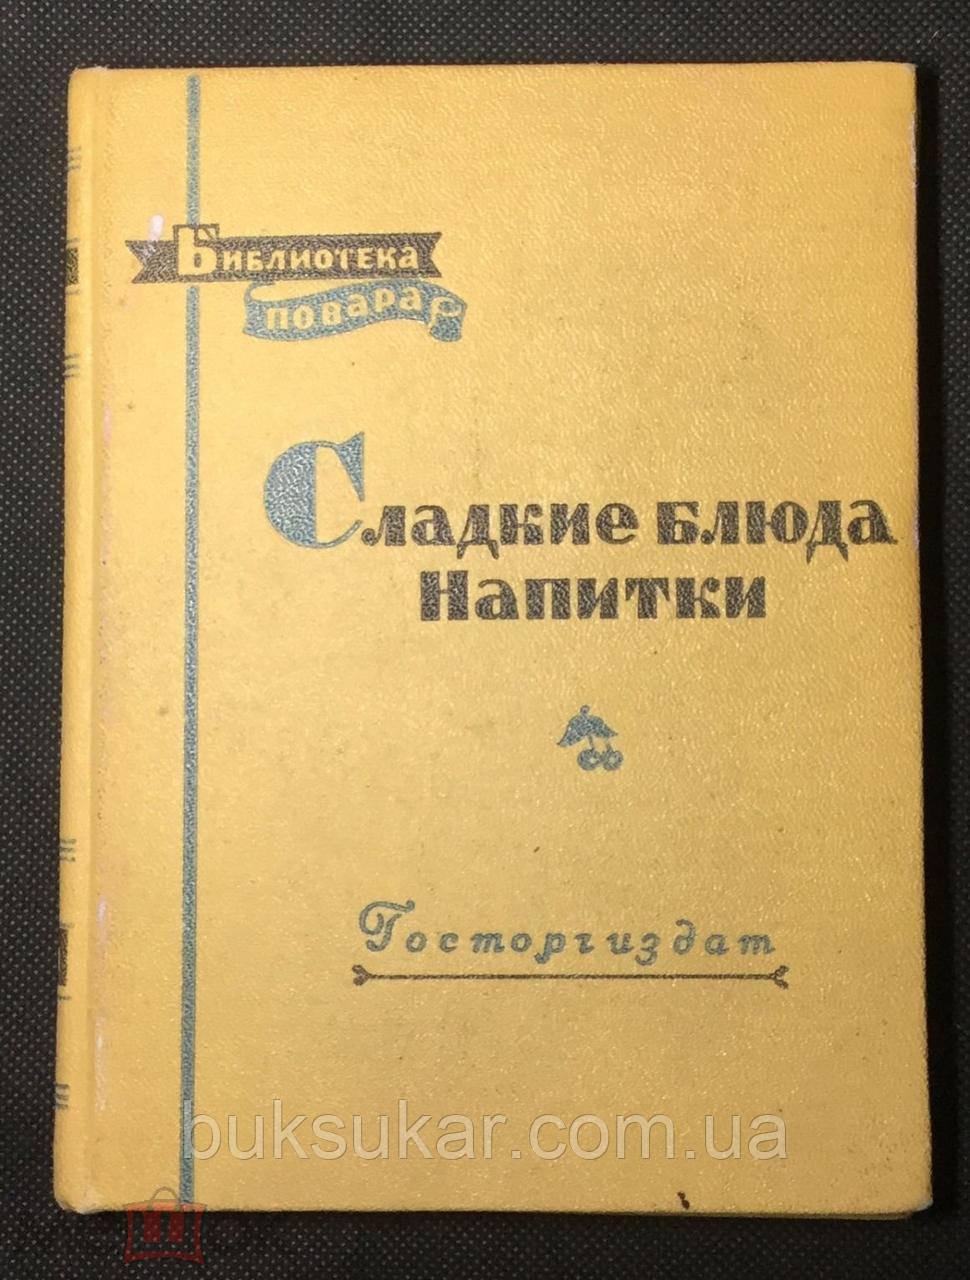 Библиотека
повара
Сладкие блюда
Напитки
Госторгиздат
buksukar.com.ua